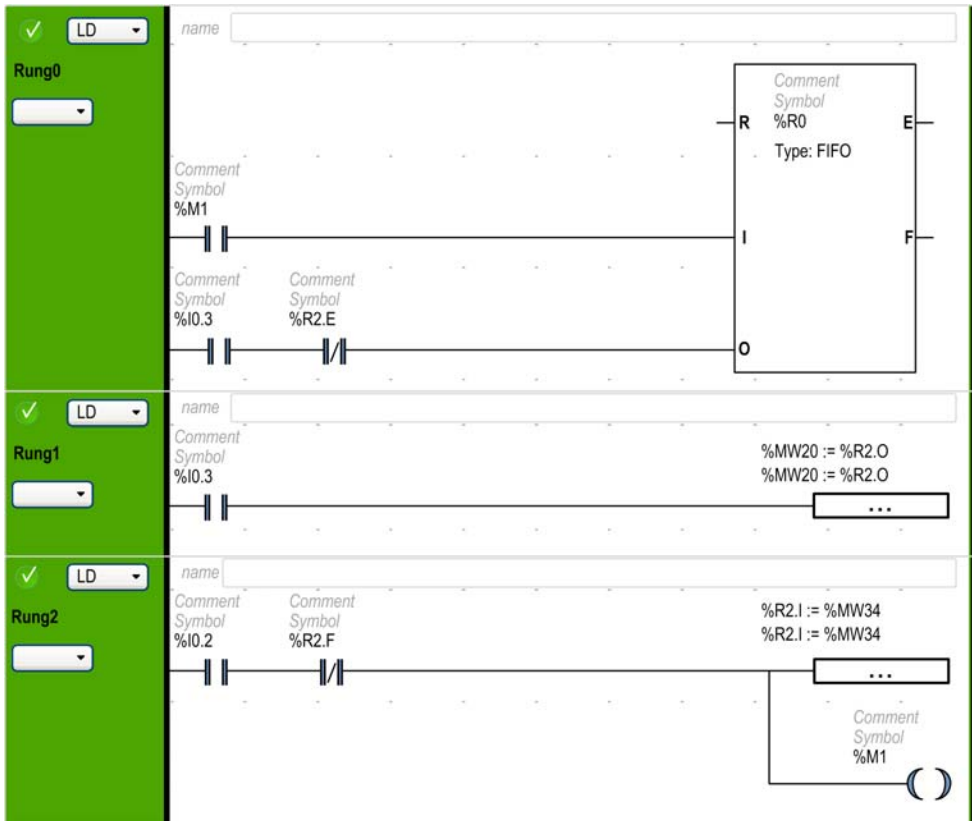 LD
name
Rung0
Comment
Symbol
%R0
R
E
Type: FIFO
Comment
Symbol
%M1
I
F
Comment Comment
Symbol Symbol
%I0.3 %R2.E
O
LD
name
Rung1
Comment
Symbol
%I0.3
%MW20 := %R2.O
%MW20 := %R2.O
...
LD
name
Rung2
Comment Comment
Symbol Symbol
%I0.2 %R2.F
%R2.I := %MW34
%R2.I := %MW34
...
Comment
Symbol
%M1